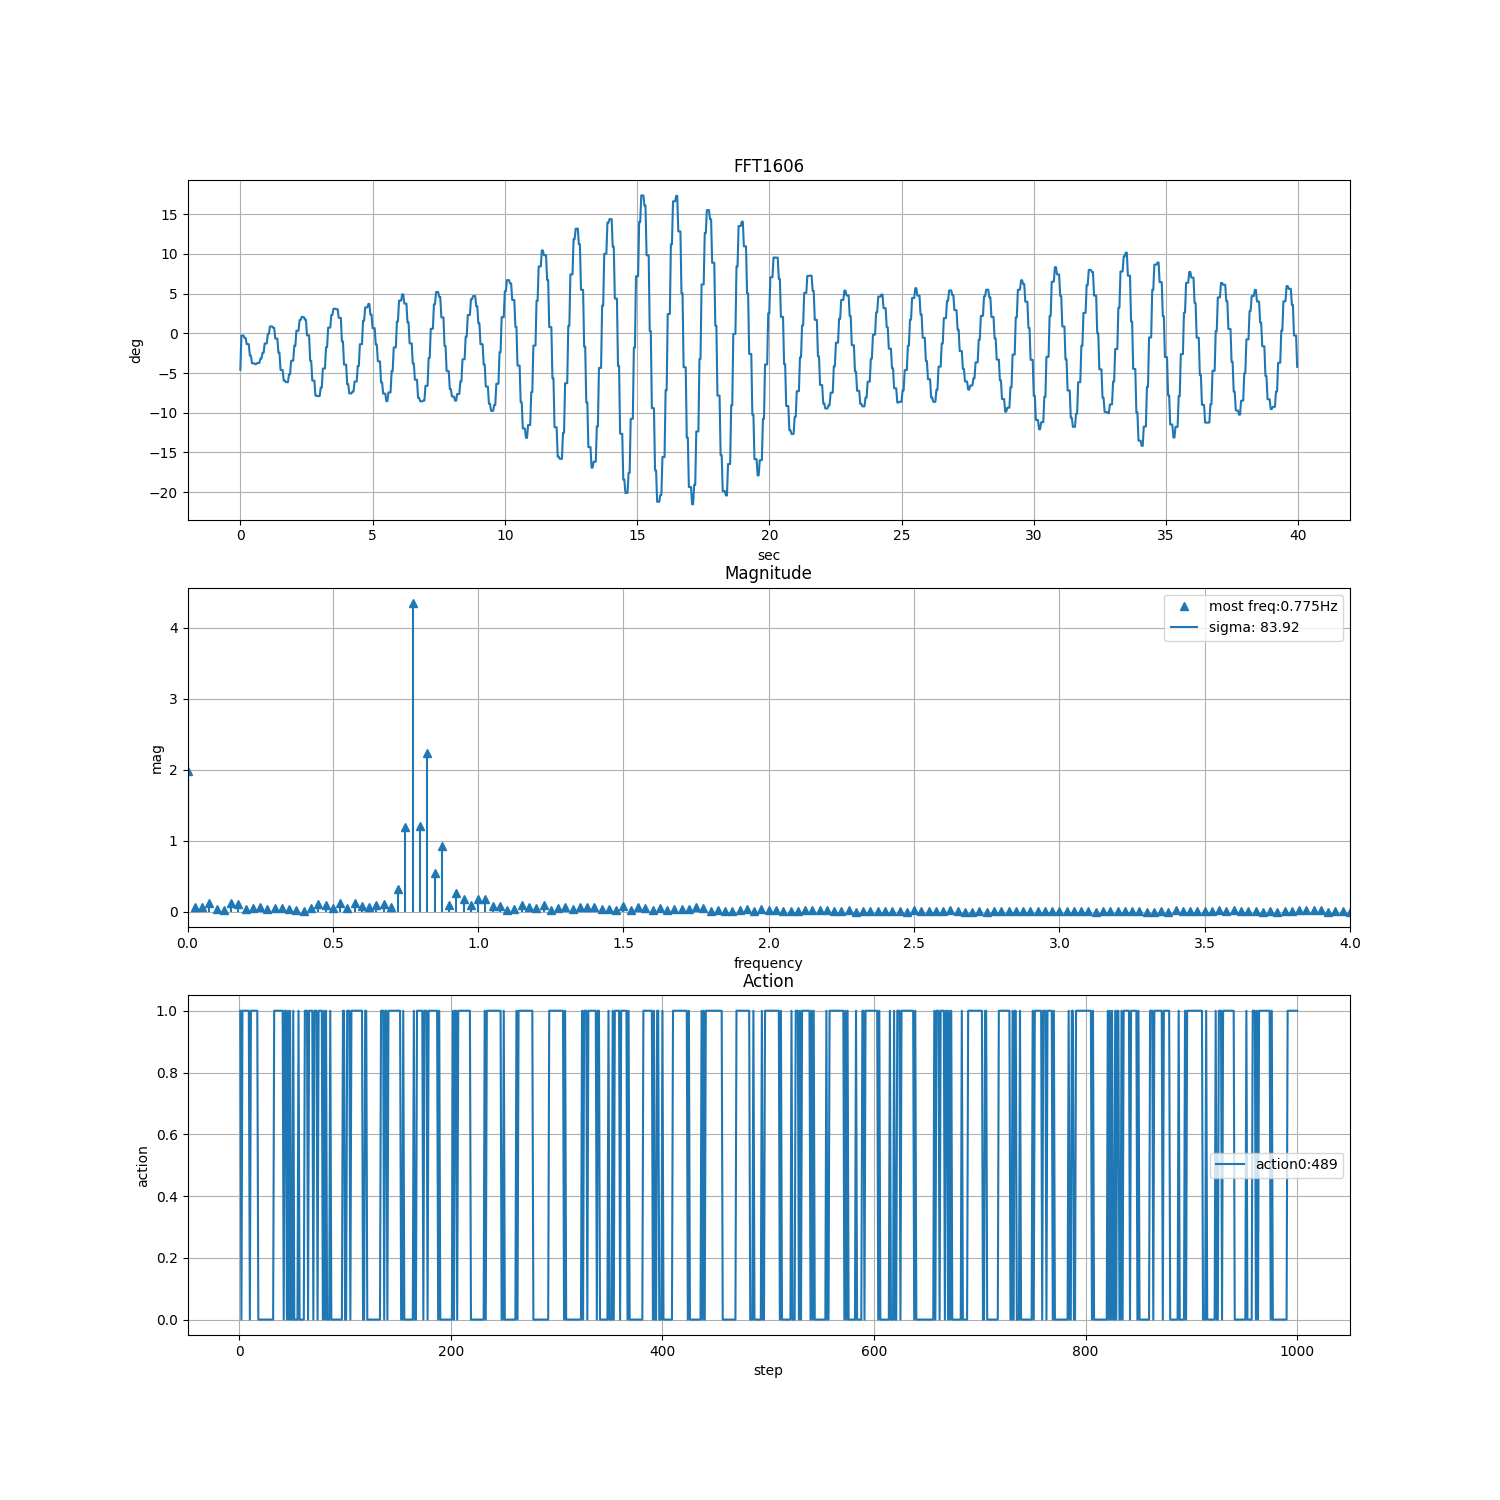 FFT1606
15
10
5
0
−5
−10
−15
−20
deg
0 5 10 15 20 25 30 35 40
sec
Magnitude
4
3
2
1
0
mag
most freq:0.775Hz
sigma: 83.92
0.0 0.5 1.0 1.5 2.0 2.5 3.0 3.5 4.0
frequency
Action
1.0
0.8
0.6
0.4
0.2
0.0
action
action0:489
0 200 400 600 800 1000
step